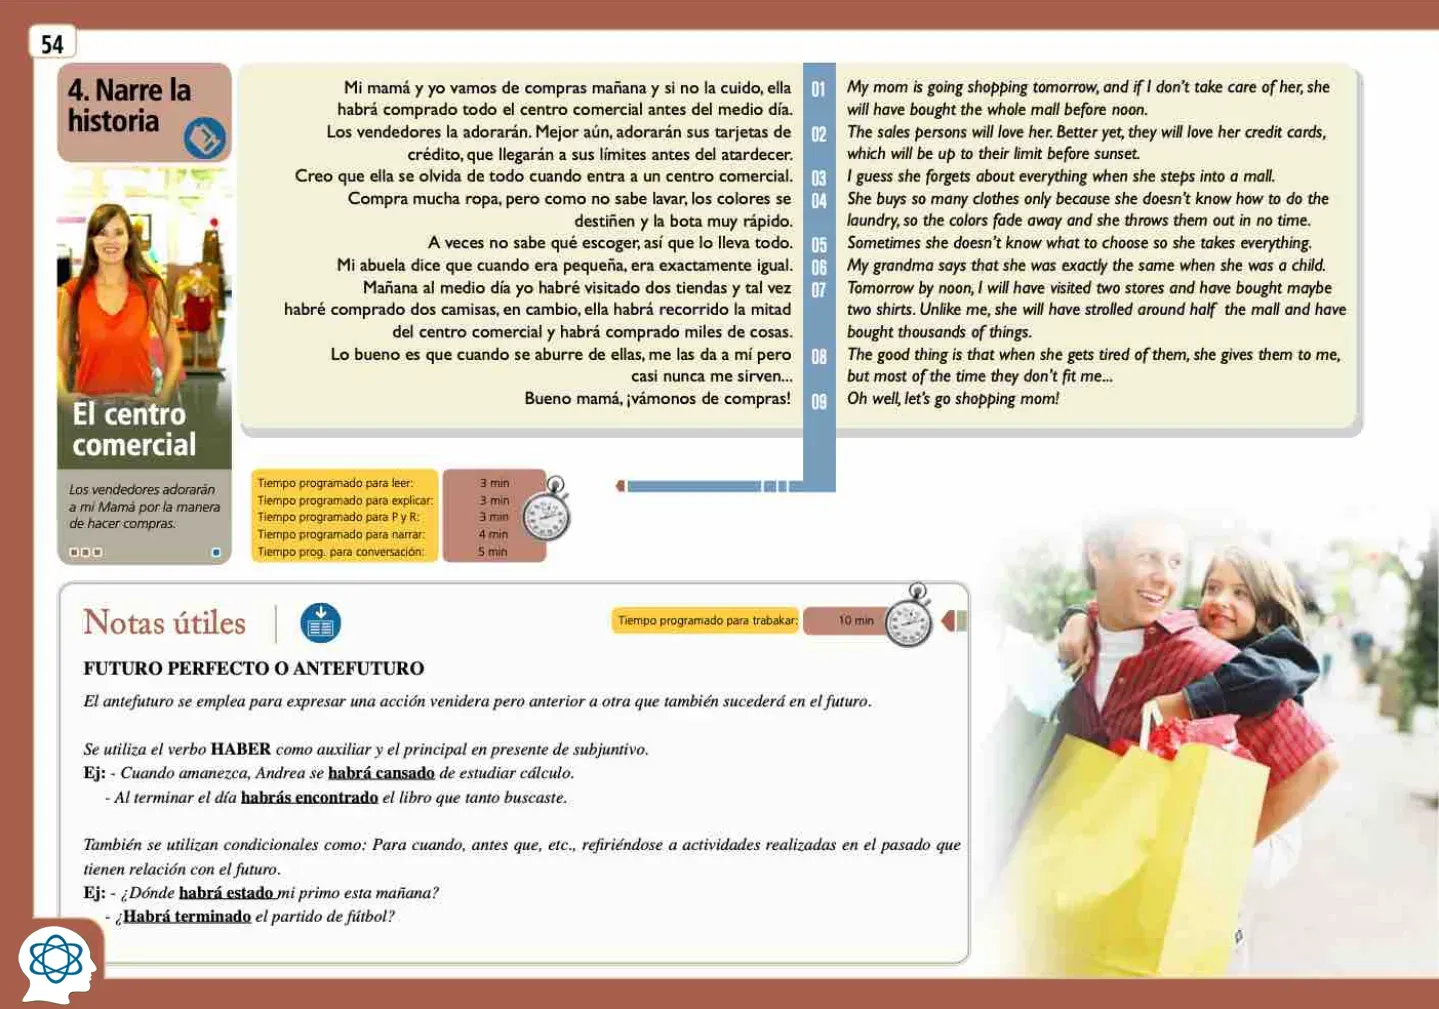 54
4. Narre la
historia
El centro
comercial
Los vendedores adorarán
a mi Mamá por la manera
de hacer compras.
Mi mamá y yo vamos de compras mañana y si no la cuido, ella
habrá comprado todo el centro comercial antes del medio día.
Los vendedores la adorarán. Mejor aún, adorarán sus tarjetas de
crédito, que llegarán a sus límites antes del atardecer.
Creo que ella se olvida de todo cuando entra a un centro comercial.
Compra mucha ropa, pero como no sabe lavar, los colores se
destiñen y la bota muy rápido.
A veces no sabe qué escoger, así que lo lleva todo.
Mi abuela dice que cuando era pequeña, era exactamente igual.
Mañana al medio día yo habré visitado dos tiendas y tal vez
habré comprado dos camisas, en cambio, ella habrá recorrido la mitad
del centro comercial y habrá comprado miles de cosas.
Lo bueno es que cuando se aburre de ellas, me las da a mí pero
casi nunca me sirven...
Bueno mamá, ¡vámonos de compras!
01
02
03
04
05
06
07
08
09
My mom is going shopping tomorrow, and if I don't take care of her, she
will have bought the whole mall before noon.
The sales persons will love her. Better yet, they will love her credit cards,
which will be up to their limit before sunset.
I guess she forgets about everything when she steps into a mall.
She buys so many clothes only because she doesn't know how to do the
laundry, so the colors fade away and she throws them out in no time.
Sometimes she doesn't know what to choose so she takes everything.
My grandma says that she was exactly the same when she was a child.
Tomorrow by noon, I will have visited two stores and have bought maybe
two shirts. Unlike me, she will have strolled around half the mall and have
bought thousands of things.
The good thing is that when she gets tired of them, she gives them to me,
but most of the time they don't fit me...
Oh well, let's go shopping mom!
Tiempo programado para leer: 3 min
Tiempo programado para explicar: 3 min
Tiempo programado para P y R: 3 min
Tiempo programado para narrar: 4 min
Tiempo prog. para conversación: 5 min
Notas útiles
Tiempo programado para trabakar: 10 min
FUTURO PERFECTO O ANTEFUTURO
El antefuturo se emplea para expresar una acción venidera pero anterior a otra que también sucederá en el futuro.
Se utiliza el verbo HABER como auxiliar y el principal en presente de subjuntivo.
Ej: - Cuando amanezca, Andrea se habrá cansado de estudiar cálculo.
- Al terminar el día habrás encontrado el libro que tanto buscaste.
También se utilizan condicionales como: Para cuando, antes que, etc., refiriéndose a actividades realizadas en el pasado que
tienen relación con el futuro.
Ej: - ¿Dónde habrá estado mi primo esta mañana?
- ¿Habrá terminado el partido de fútbol?